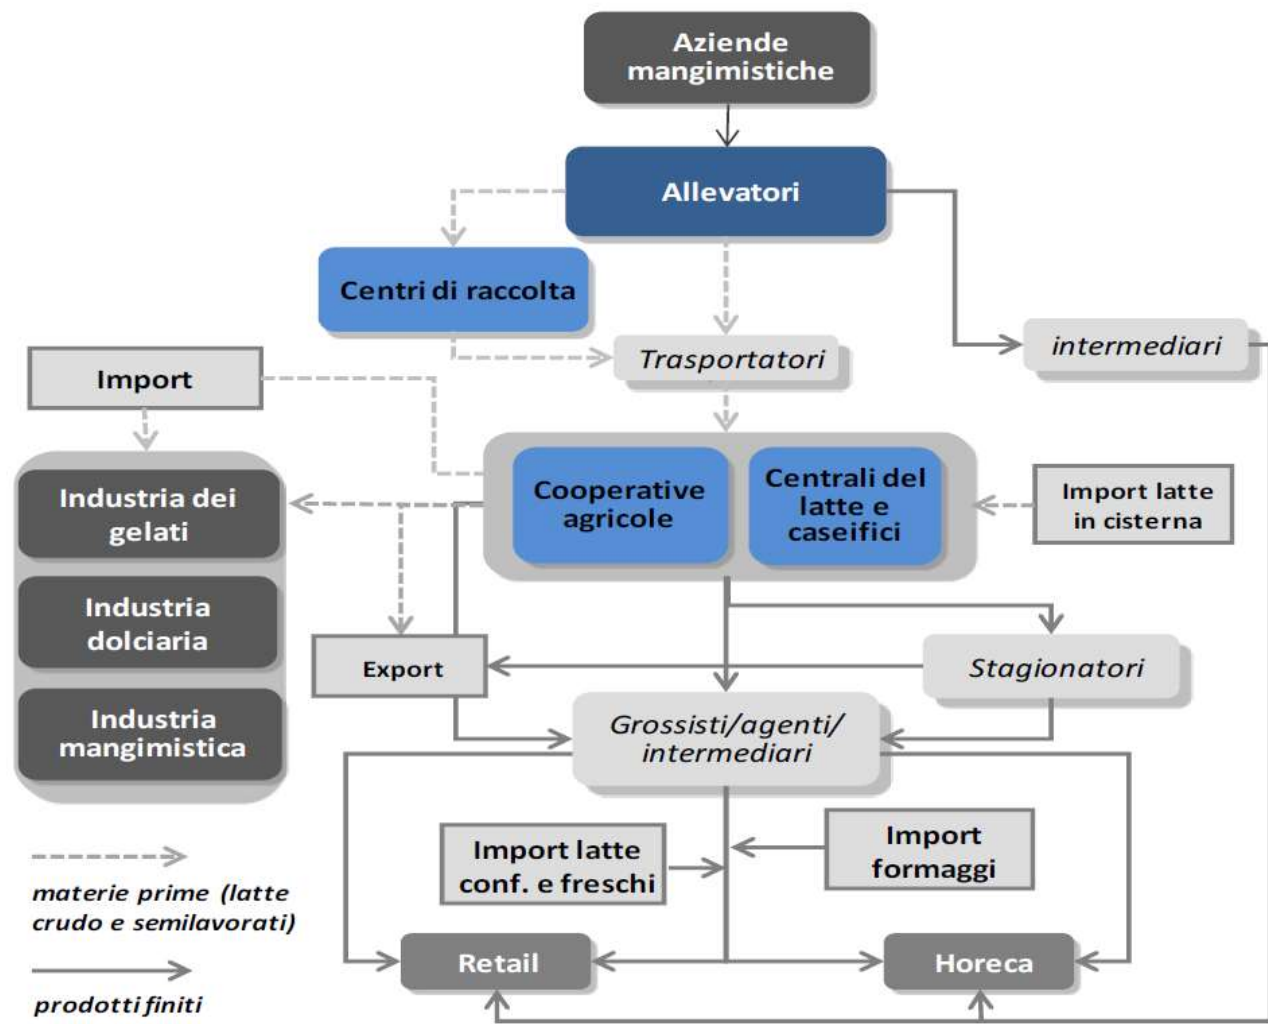 Aziende
mangimistiche
Allevatori
Centri di raccolta
Trasportatori
intermediari
Import
Cooperative
agricole
Centrali del
latte e
caseifici
Import latte
in cisterna
Industria dei
gelati
Industria
dolciaria
Industria
mangimistica
Export
Stagionatori
Grossisti/agenti/
intermediari
Import latte
conf. e freschi
Import
formaggi
materie prime (latte
crudo e semilavorati)
Retail
Horeca
prodotti finiti